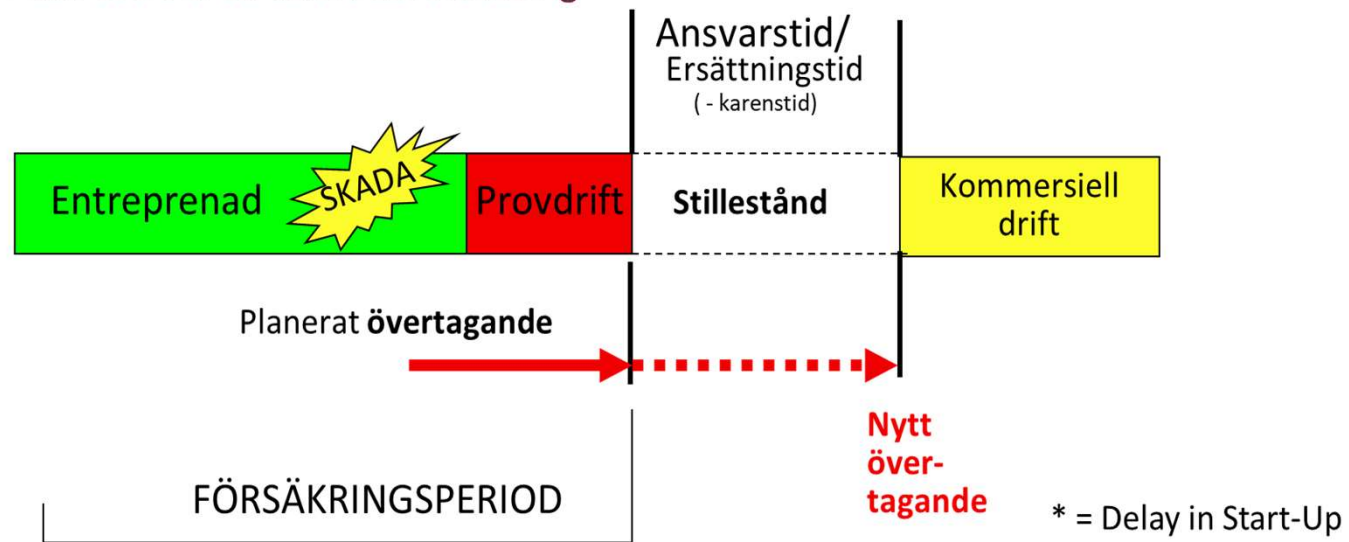 Ansvarstid/
Ersättningstid
( - karenstid)
Entreprenad
SKADA
Provdrift
Stillestånd
Kommersiell
drift
Planerat övertagande
Nytt
över-
tagande
FÖRSÄKRINGSPERIOD
* = Delay in Start-Up